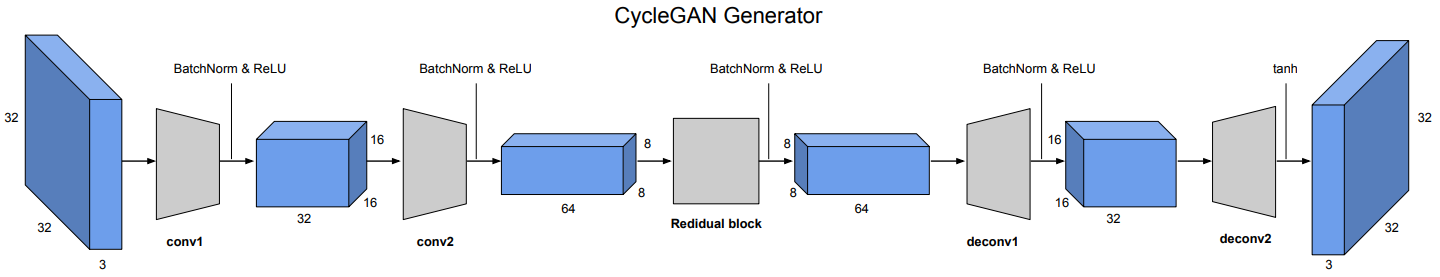 CycleGAN Generator
BatchNorm & ReLU
BatchNorm & ReLU
BatchNorm & ReLU
BatchNorm & ReLU
tanh
32
32
3
conv1
16
16
32
conv2
8
8
64
Redidual block
8
8
64
deconv1
16
16
32
deconv2
32
32
3